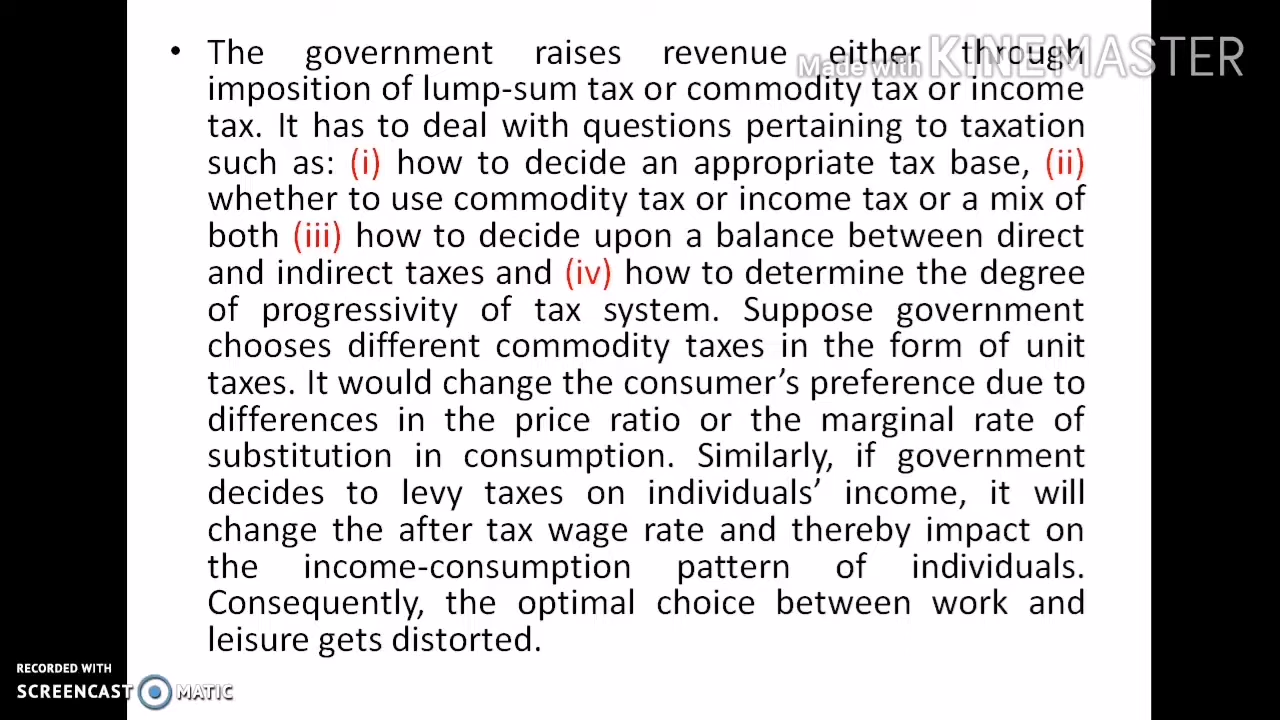 • The government raises revenue either through
Made with KINEMASTER
imposition of lump-sum tax or commodity tax or income
tax. It has to deal with questions pertaining to taxation
such as: (i) how to decide an appropriate tax base, (ii)
whether to use commodity tax or income tax or a mix of
both (iii) how to decide upon a balance between direct
and indirect taxes and (iv) how to determine the degree
of progressivity of tax system. Suppose government
chooses different commodity taxes in the form of unit
taxes. It would change the consumer’s preference due to
differences in the price ratio or the marginal rate of
substitution in consumption. Similarly, if government
decides to levy taxes on individuals’ income, it will
change the after tax wage rate and thereby impact on
the income-consumption pattern of individuals.
Consequently, the optimal choice between work and
leisure gets distorted.
RECORDED WITH
SCREENCAST MATIC